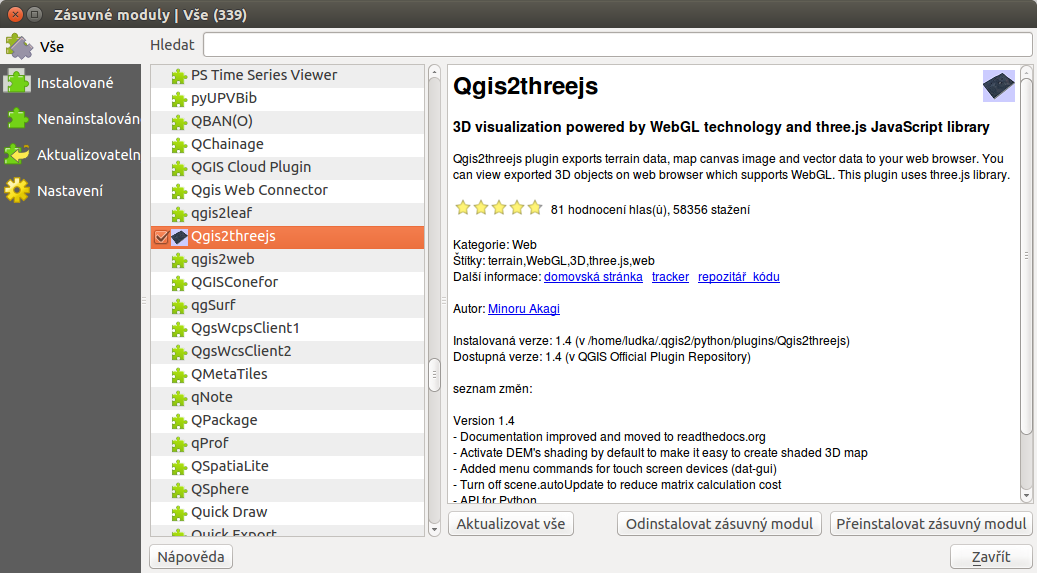 Zásuvné moduly | Vše (339)
Vše
Instalované
Nenainstalován
Aktualizovateln
Nastavení
Hledat
PS Time Series Viewer
pyUPVBib
QBAN(O)
QChainage
QGIS Cloud Plugin
Qgis Web Connector
qgis2leaf
Qgis2threejs
qgis2web
QGISConefor
qgSurf
QgsWcpsClient1
QgsWcsClient2
QMetaTiles
qNote
QPackage
qProf
QSpatiaLite
QSphere
Quick Draw
Quick Export
Qgis2threejs
3D visualization powered by WebGL technology and three.js JavaScript library
Qgis2threejs plugin exports terrain data, map canvas image and vector data to your web browser. You
can view exported 3D objects on web browser which supports WebGL. This plugin uses three.js library.
81 hodnocení hlas(ů), 58356 stažení
Kategorie: Web
Štítky: terrain,WebGL,3D,three.js,web
Další informace: domovská stránka tracker repozitář_kódu
Autor: Minoru Akagi
Instalovaná verze: 1.4 (v /home/ludka/.qgis2/python/plugins/Qgis2threejs)
Dostupná verze: 1.4 (v QGIS Official Plugin Repository)
seznam změn:
Version 1.4
- Documentation improved and moved to readthedocs.org
- Activate DEM's shading by default to make it easy to create shaded 3D map
- Added menu commands for touch screen devices (dat-gui)
- Turn off scene.autoUpdate to reduce matrix calculation cost
- API for Python
Aktualizovat vše
Odinstalovat zásuvný modul
Přeinstalovat zásuvný modul
Nápověda
Zavřít